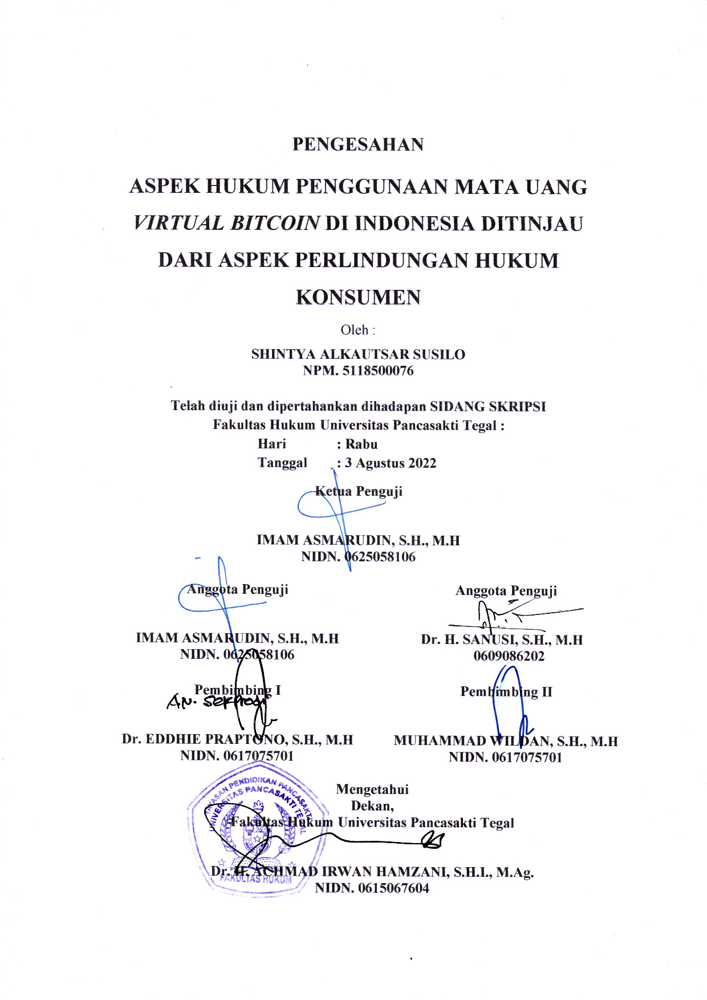 PENGESAHAN
ASPEK HUKUM PENGGUNAAN MATA UANG
VIRTUAL BITCOIN DI INDONESIA DITINJAU
DARI ASPEK PERLINDUNGAN HUKUM
KONSUMEN
Oleh :
SHINTYA ALKAUTSAR SUSILO
NPM. 5118500076
Telah diuji dan dipertahankan dihadapan SIDANG SKRIPSI
Fakultas Hukum Universitas Pancasakti Tegal :
Hari : Rabu
Tanggal : 3 Agustus 2022
Ketua Penguji
IMAM ASMARUDIN, S.H., M.H
NIDN. 0625058106
Anggota Penguji
IMAM ASMARUDIN, S.H., M.H
NIDN. 0625058106
Anggota Penguji
Dr. H. SANUSI, S.H., M.H
0609086202
Pembimbing I
AN. Sekprodi
Dr. EDDHIE PRAPTONO, S.H., M.H
NIDN. 0617075701
Pembimbing II
MUHAMMAD WILDAN, S.H., M.H
NIDN. 0617075701
Mengetahui
Dekan,
Fakultas Hukum Universitas Pancasakti Tegal
Dr. H. ACHMAD IRWAN HAMZANI, S.H.I., M.Ag.
NIDN. 0615067604
YAYASAN PENDIDIKAN PANCASAKTI
UNIVERSITAS PANCASAKTI TEGAL
FAKULTAS HUKUM